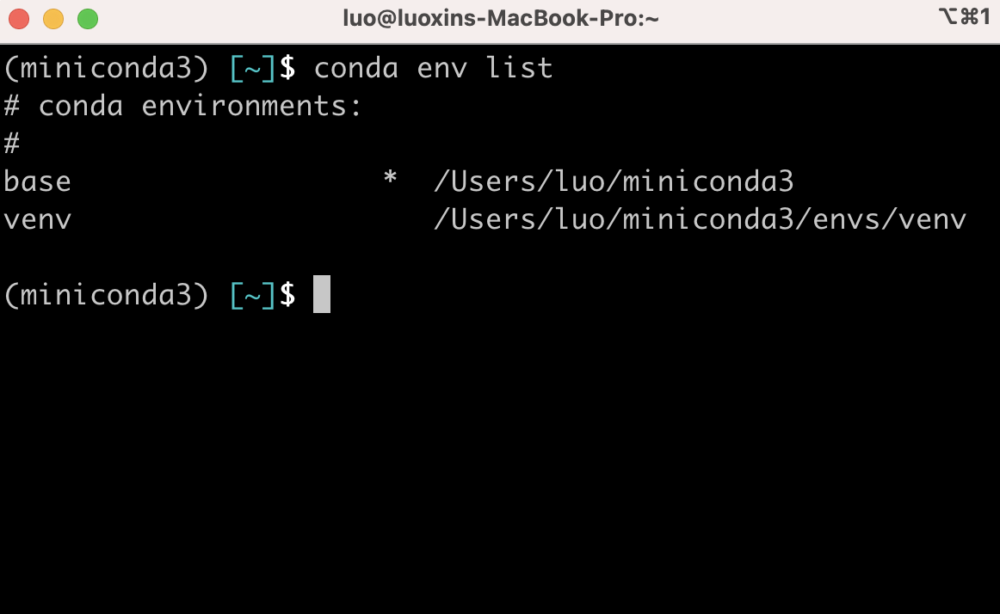 luo@luoxins-MacBook-Pro:~ ⌥⌘1
(miniconda3) [~]$ conda env list
# conda environments:
#
base                  *  /Users/luo/miniconda3
venv                     /Users/luo/miniconda3/envs/venv
(miniconda3) [~]$